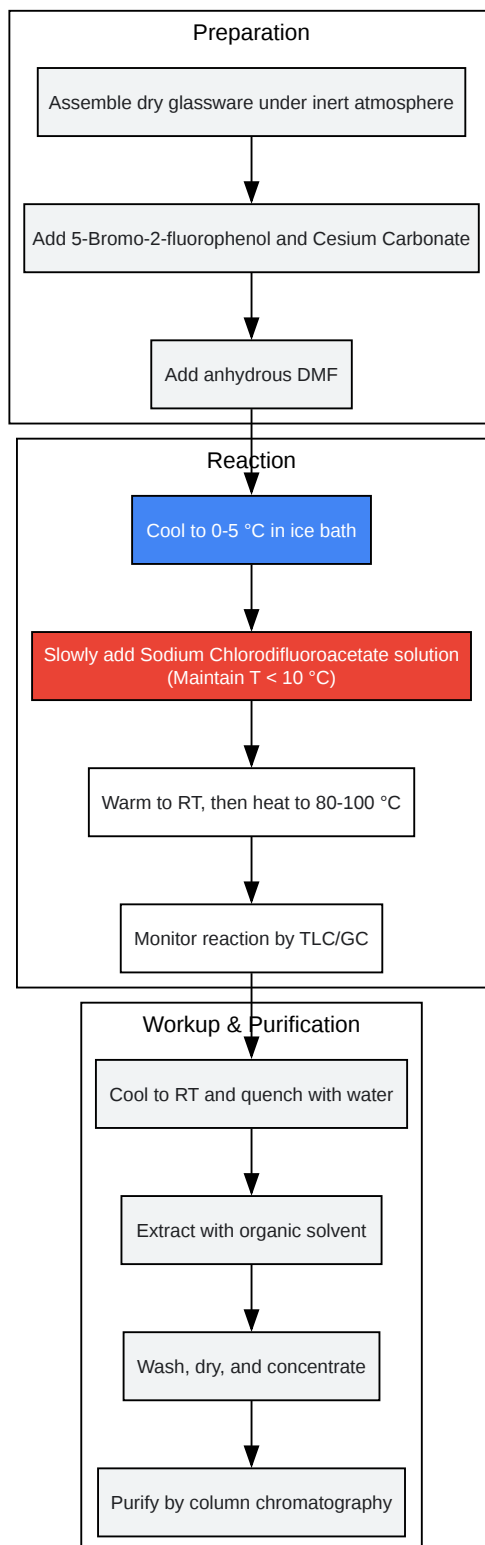 Preparation
Assemble dry glassware under inert atmosphere
Add 5-Bromo-2-fluorophenol and Cesium Carbonate
Add anhydrous DMF
Reaction
Cool to 0-5 °C in ice bath
Slowly add Sodium Chlorodifluoroacetate solution
(Maintain T < 10 °C)
Warm to RT, then heat to 80-100 °C
Monitor reaction by TLC/GC
Workup & Purification
Cool to RT and quench with water
Extract with organic solvent
Wash, dry, and concentrate
Purify by column chromatography